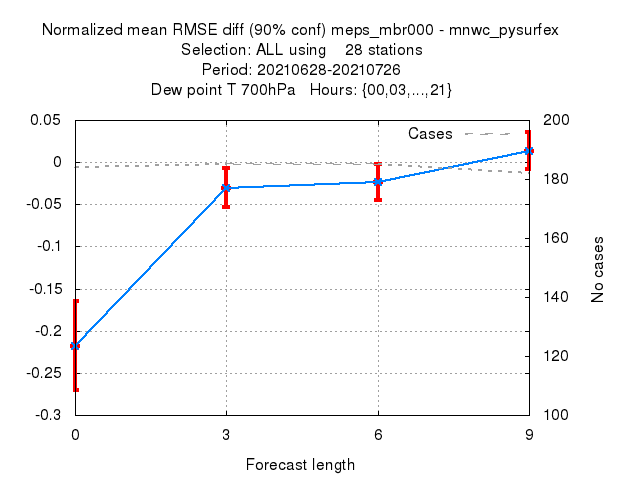 Normalized mean RMSE diff (90% conf) meps_mbr000 - mnwc_pysurfex
Selection: ALL using    28 stations
Period: 20210628-20210726
Dew point T 700hPa   Hours: {00,03,...,21}
0.05
0
-0.05
-0.1
-0.15
-0.2
-0.25
-0.3
Cases
200
180
160
140
120
100
No cases
0 3 6 9
Forecast length